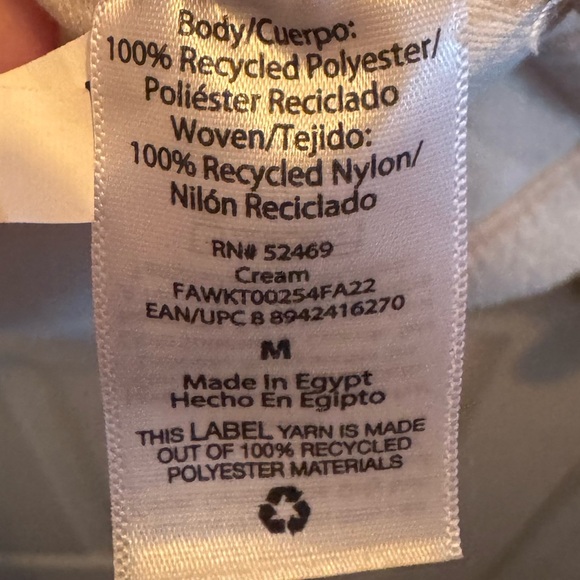 Body/Cuerpo:
100% Recycled Polyester/
Poliéster Reciclado
Woven/Tejido:
100% Recycled Nylon/
Nilón Reciclado
RN# 52469
Cream
FAWKT00254FA22
EAN/UPC 8 8942416270
M
Made In Egypt
Hecho En Egipto
THIS LABEL YARN IS MADE
OUT OF 100% RECYCLED
POLYESTER MATERIALS